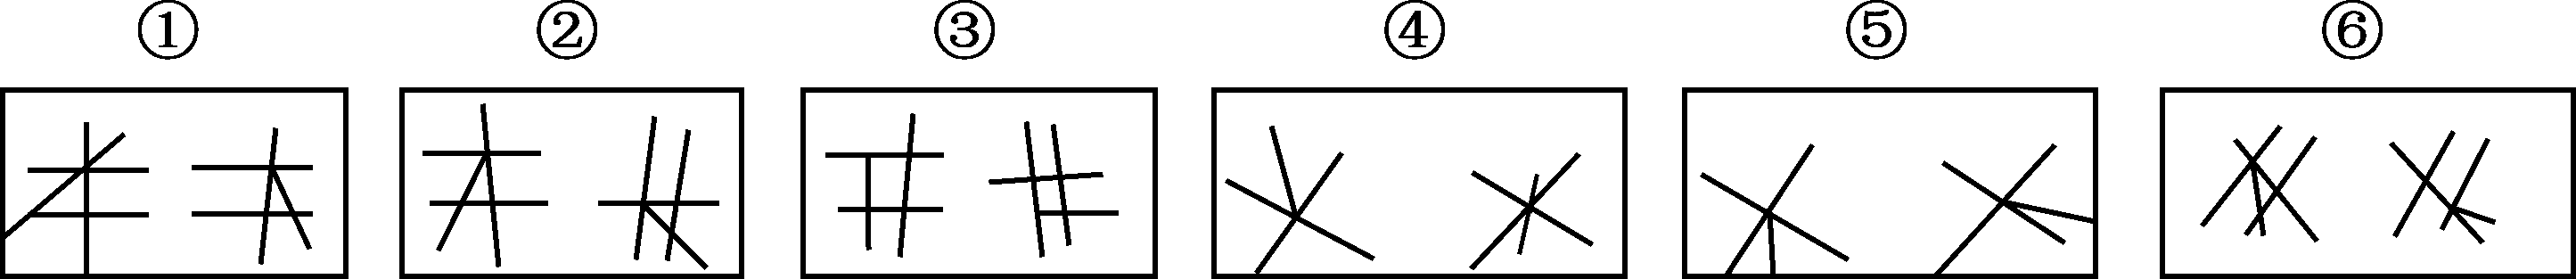 ① ② ③ ④ ⑤ ⑥